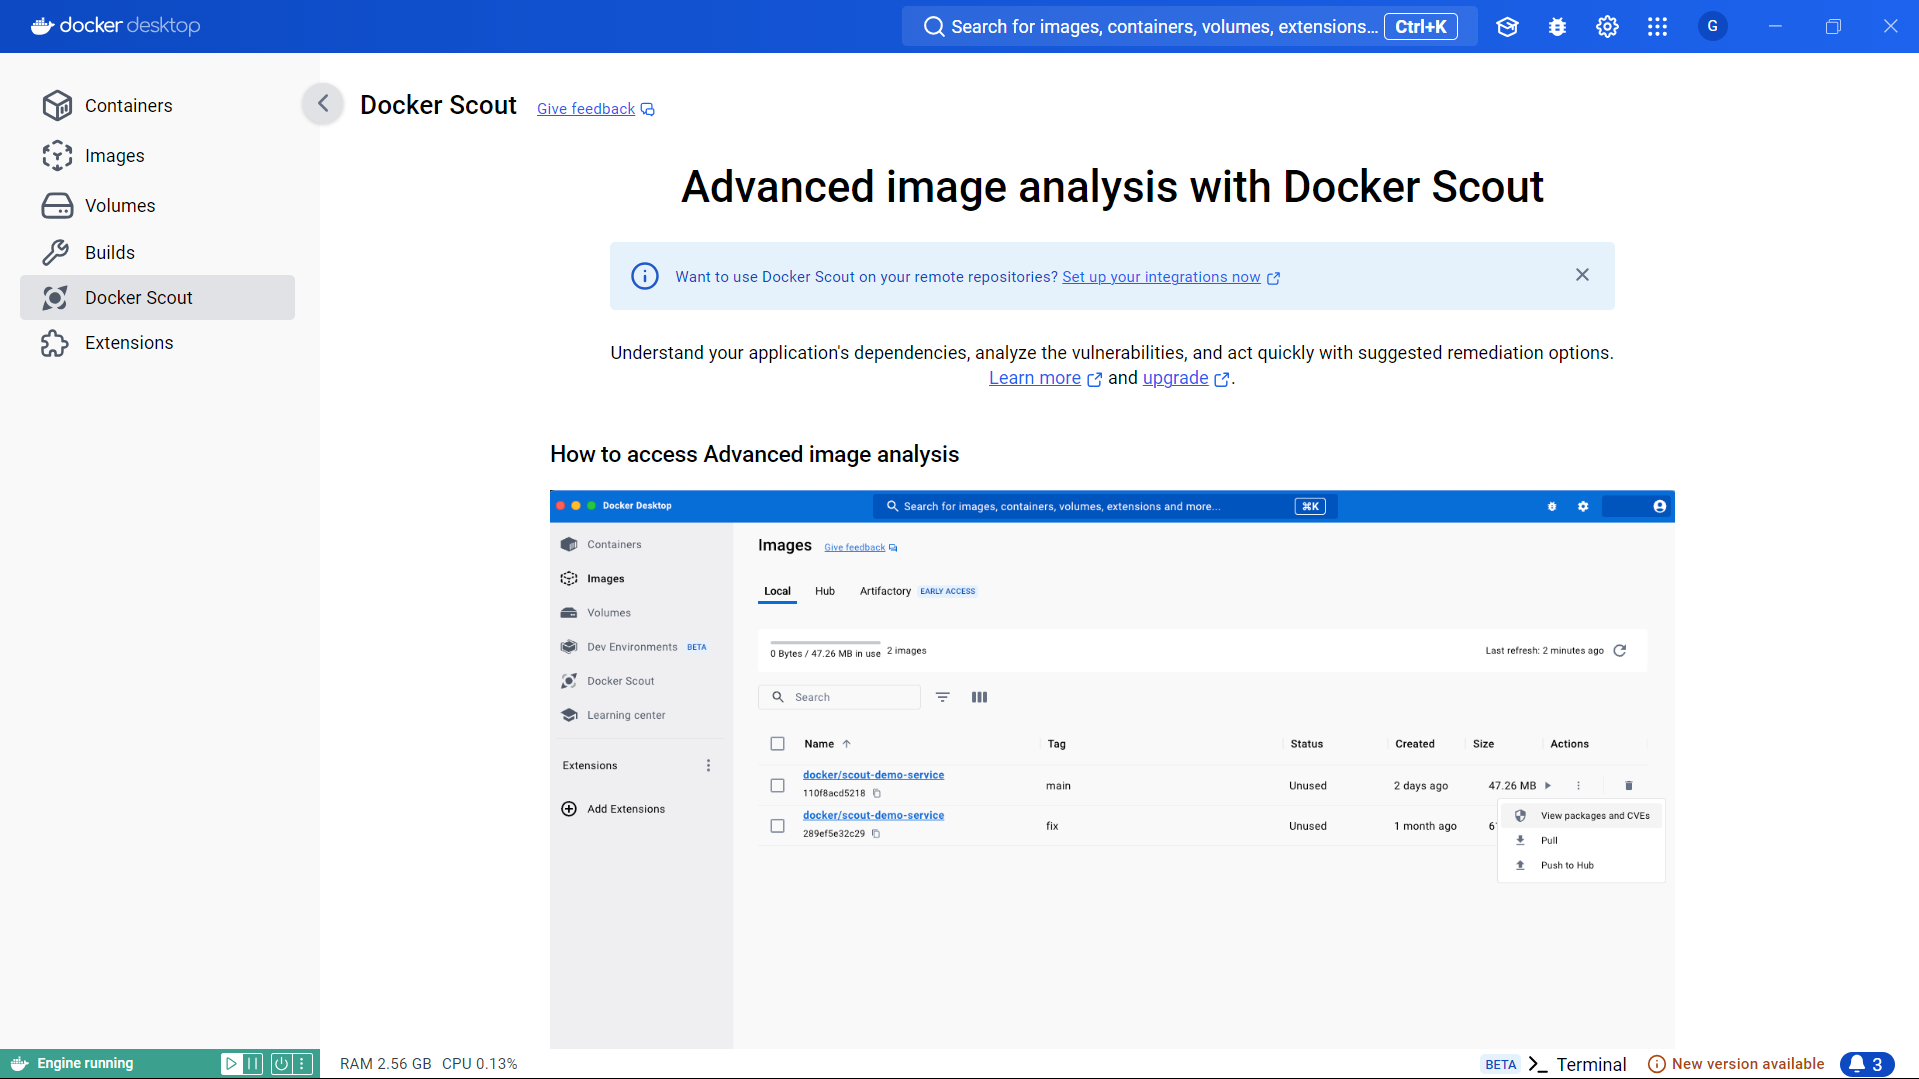 docker desktop
Search for images, containers, volumes, extensions... Ctrl+K
G
Containers
Images
Volumes
Builds
Docker Scout
Extensions
Docker Scout Give feedback
Advanced image analysis with Docker Scout
Want to use Docker Scout on your remote repositories? Set up your integrations now
Understand your application's dependencies, analyze the vulnerabilities, and act quickly with suggested remediation options.
Learn more and upgrade .
How to access Advanced image analysis
Docker Desktop
Search for images, containers, volumes, extensions and more... ⌘K
Containers
Images
Volumes
Dev Environments BETA
Docker Scout
Learning center
Extensions
Add Extensions
Images Give feedback
Local Hub Artifactory EARLY ACCESS
0 Bytes / 47.26 MB in use 2 images
Last refresh: 2 minutes ago
Search
Name Tag Status Created Size Actions
docker/scout-demo-service main Unused 2 days ago 47.26 MB
110f8acd5218
docker/scout-demo-service fix Unused 1 month ago 6
289ef5e32c29
View packages and CVEs
Pull
Push to Hub
Engine running
RAM 2.56 GB CPU 0.13%
BETA Terminal
New version available
3